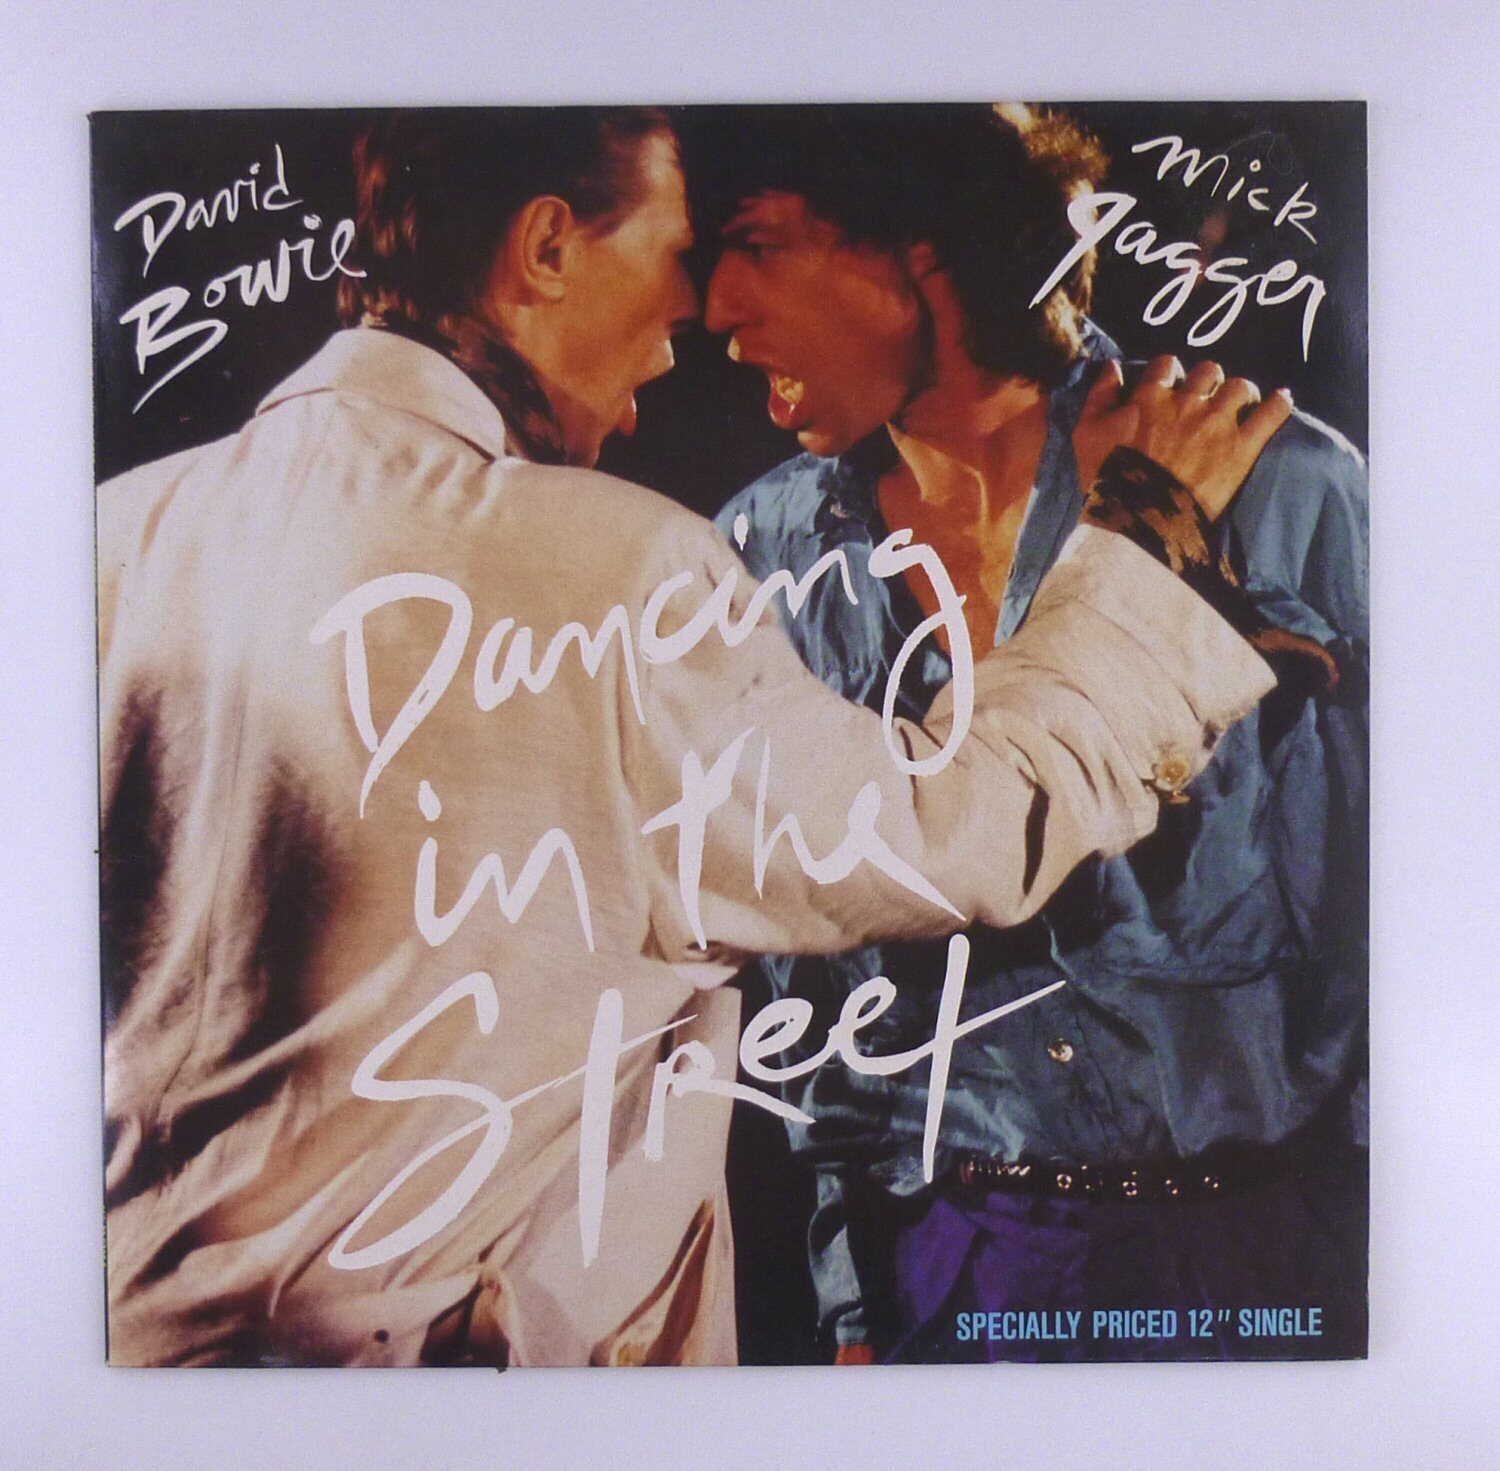 David
Bowie
Mick
Jagger
Dancing
in the
Street
SPECIALLY PRICED 12" SINGLE